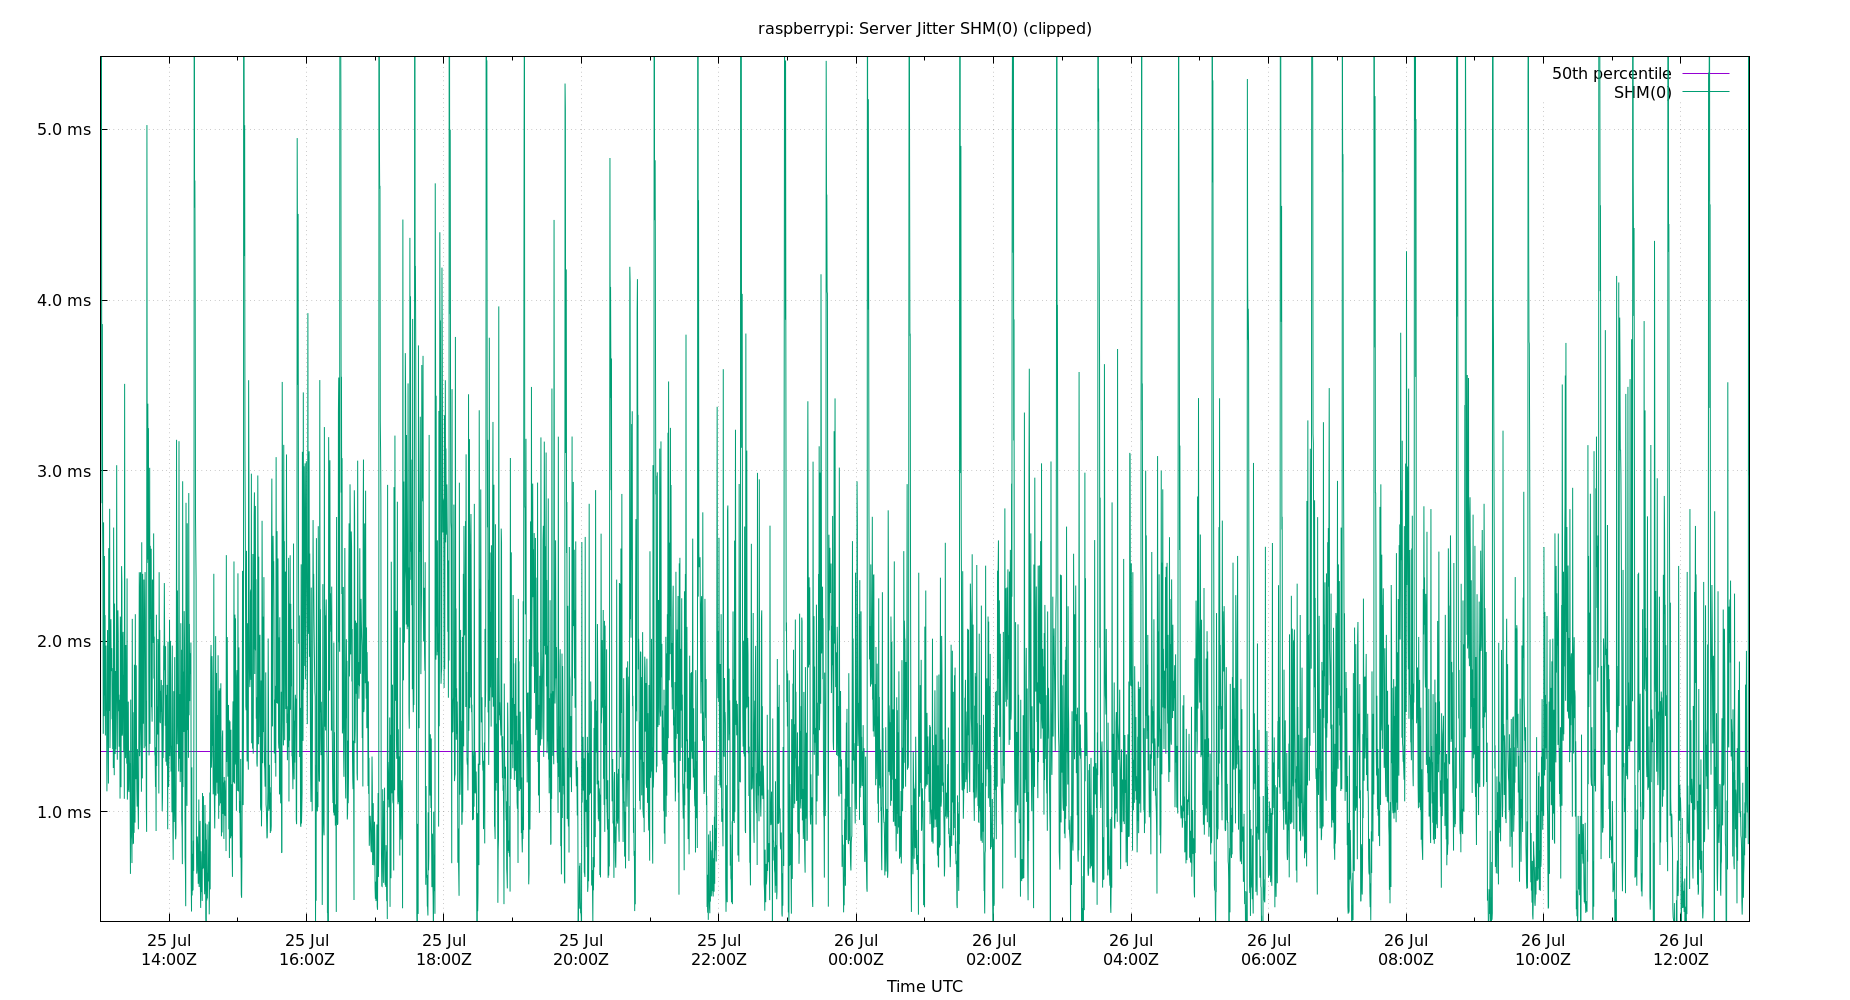 raspberrypi: Server Jitter SHM(0) (clipped)
50th percentile
SHM(0)
5.0 ms
4.0 ms
3.0 ms
2.0 ms
1.0 ms
25 Jul 25 Jul 25 Jul 25 Jul 25 Jul 26 Jul 26 Jul 26 Jul 26 Jul 26 Jul 26 Jul 26 Jul
14:00Z 16:00Z 18:00Z 20:00Z 22:00Z 00:00Z 02:00Z 04:00Z 06:00Z 08:00Z 10:00Z 12:00Z
Time UTC